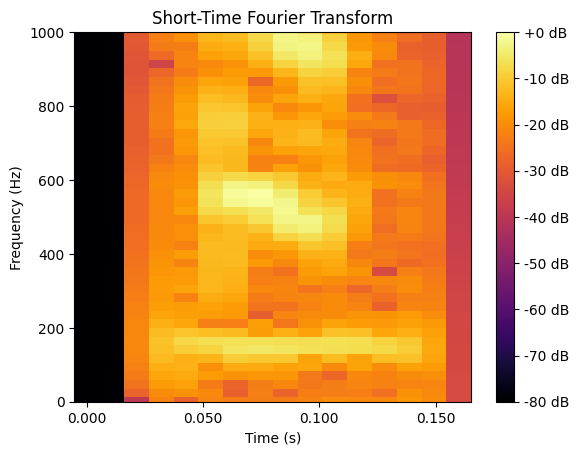 Short-Time Fourier Transform
Frequency (Hz)
1000
800
600
400
200
0
0.000 0.050 0.100 0.150
Time (s)
+0 dB
-10 dB
-20 dB
-30 dB
-40 dB
-50 dB
-60 dB
-70 dB
-80 dB